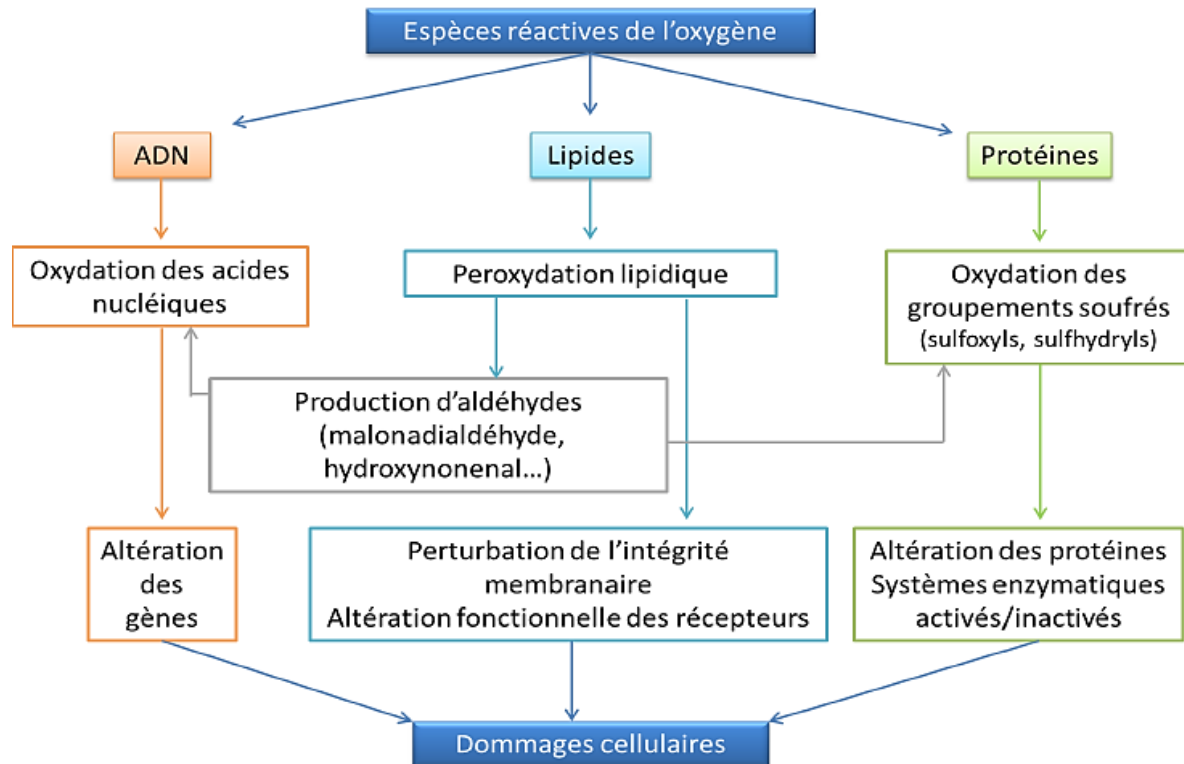 Espèces réactives de l'oxygène
ADN
Lipides
Protéines
Oxydation des acides
nucléiques
Peroxydation lipidique
Oxydation des
groupements soufrés
(sulfoxyls, sulfhydryls)
Production d'aldéhydes
(malonadialdéhyde,
hydroxynonenal...)
Altération
des
gènes
Perturbation de l'intégrité
membranaire
Altération fonctionnelle des récepteurs
Altération des protéines
Systèmes enzymatiques
activés/inactivés
Dommages cellulaires